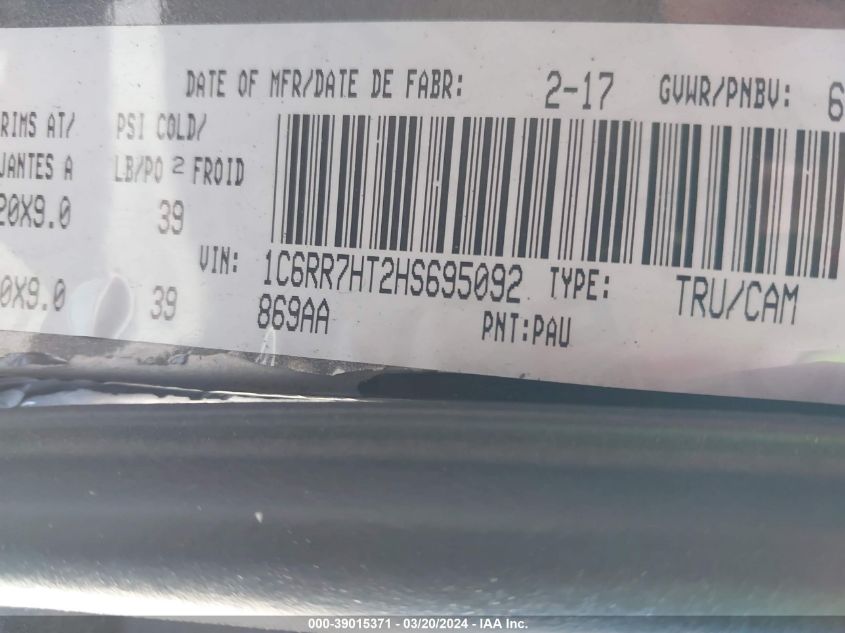 DATE OF MFR/DATE DE FABR: 2-17 GVWR/PNBV: 6
RIMS AT/ PSI COLD/
JANTES A LB/PO 2 FROID
20X9.0 39
VIN: 1C6RR7HT2HS695092 TYPE: TRU/CAM
0X9.0 39 869AA PNT:PAU
000-39015371 - 03/20/2024 - IAA Inc.